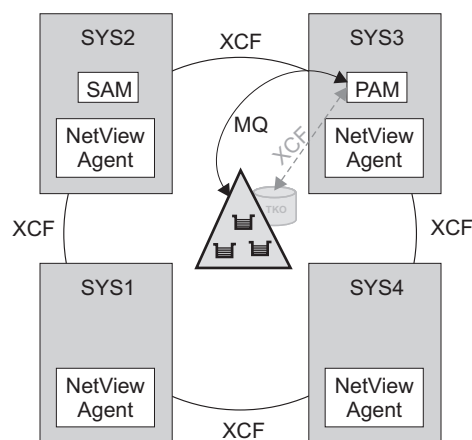 SYS2
XCF
SYS3
SAM
PAM
NetView
Agent
MQ
XCF
NetView
Agent
TKO
XCF
XCF
SYS1
SYS4
NetView
Agent
NetView
Agent
XCF